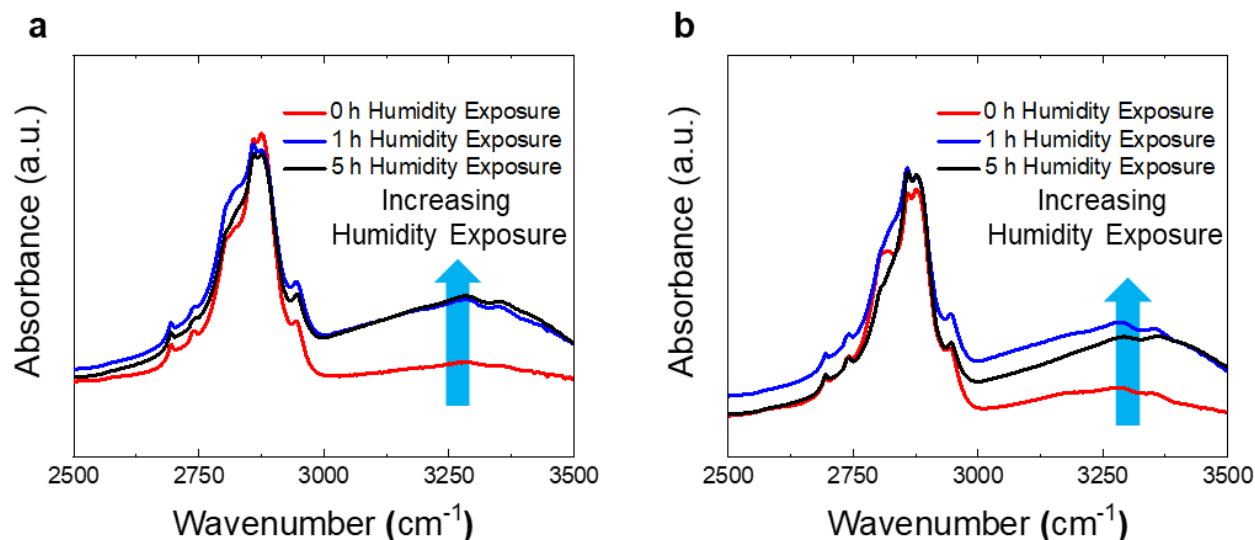 a
Absorbance (a.u.)
0 h Humidity Exposure
1 h Humidity Exposure
5 h Humidity Exposure
Increasing
Humidity Exposure
2500 2750 3000 3250 3500
Wavenumber (cm⁻¹)
b
Absorbance (a.u.)
0 h Humidity Exposure
1 h Humidity Exposure
5 h Humidity Exposure
Increasing
Humidity Exposure
2500 2750 3000 3250 3500
Wavenumber (cm⁻¹)